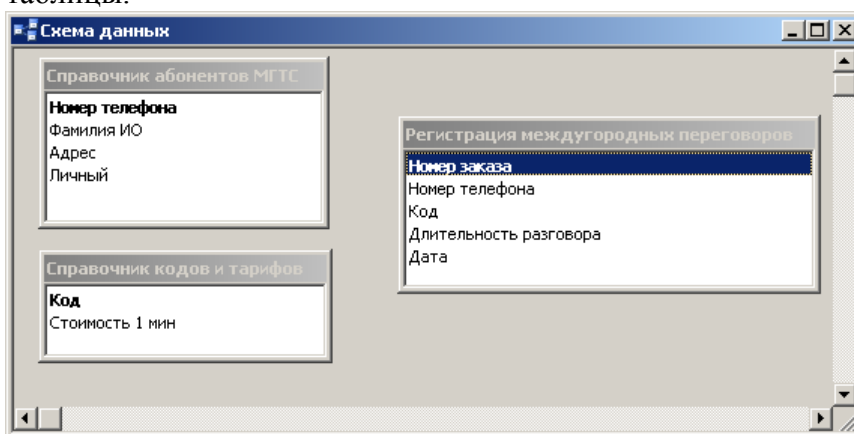 таблицы.
Схема данных
Справочник абонентов МГТС
Номер телефона
Фамилия ИО
Адрес
Личный
Регистрация междугородных переговоров
Номер заказа
Номер телефона
Код
Длительность разговора
Дата
Справочник кодов и тарифов
Код
Стоимость 1 мин